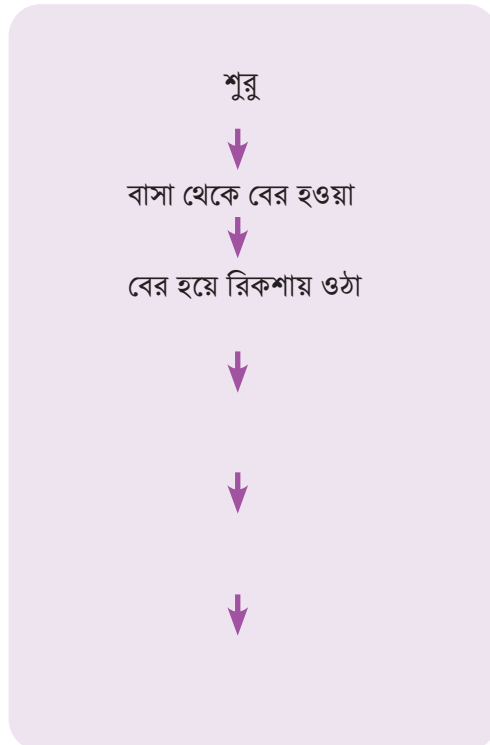 শুরু
বাসা থেকে বের হওয়া
বের হয়ে রিকশায় ওঠা